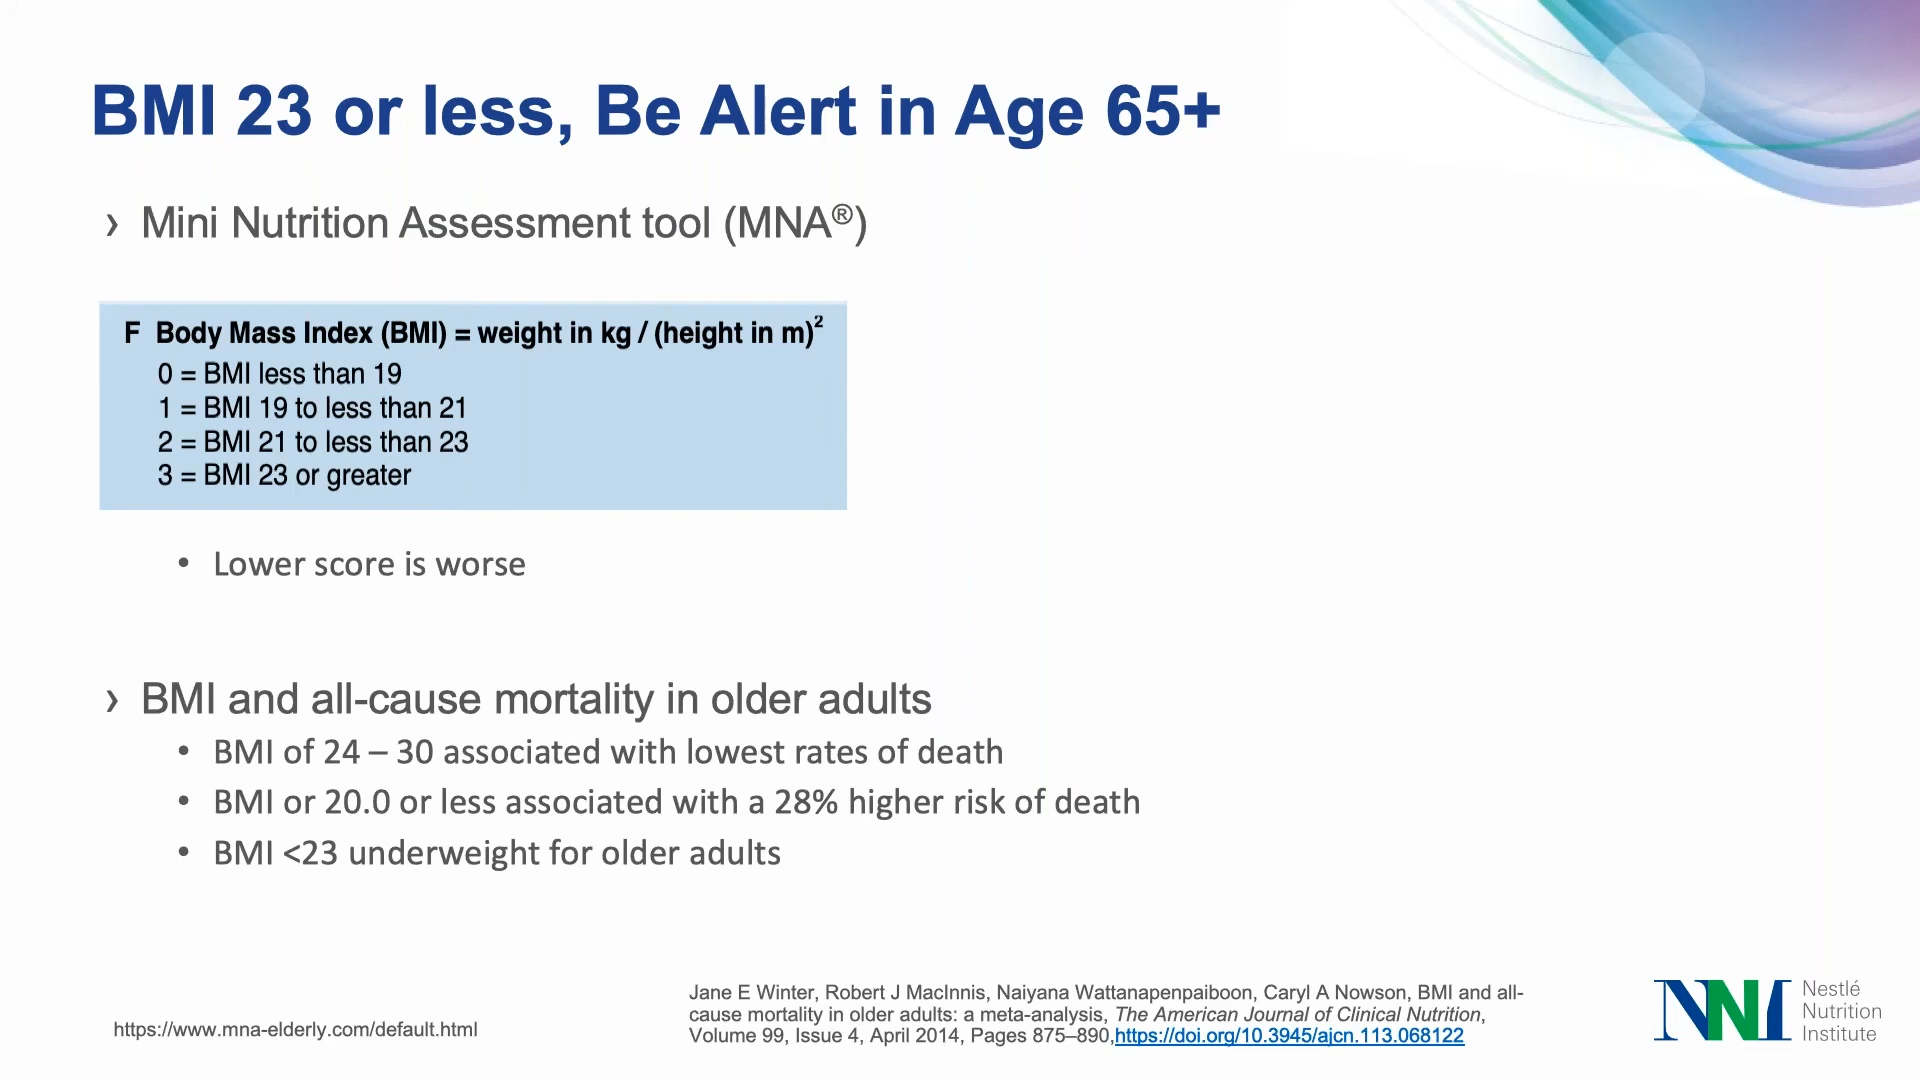 BMI 23 or less, Be Alert in Age 65+
› Mini Nutrition Assessment tool (MNA®)
F Body Mass Index (BMI) = weight in kg / (height in m)²
0 = BMI less than 19
1 = BMI 19 to less than 21
2 = BMI 21 to less than 23
3 = BMI 23 or greater
• Lower score is worse
› BMI and all-cause mortality in older adults
• BMI of 24 – 30 associated with lowest rates of death
• BMI or 20.0 or less associated with a 28% higher risk of death
• BMI <23 underweight for older adults
https://www.mna-elderly.com/default.html
Jane E Winter, Robert J MacInnis, Naiyana Wattanapenpaiboon, Caryl A Nowson, BMI and all-
cause mortality in older adults: a meta-analysis, The American Journal of Clinical Nutrition,
Volume 99, Issue 4, April 2014, Pages 875–890,https://doi.org/10.3945/ajcn.113.068122
NNI
Nestlé
Nutrition
Institute